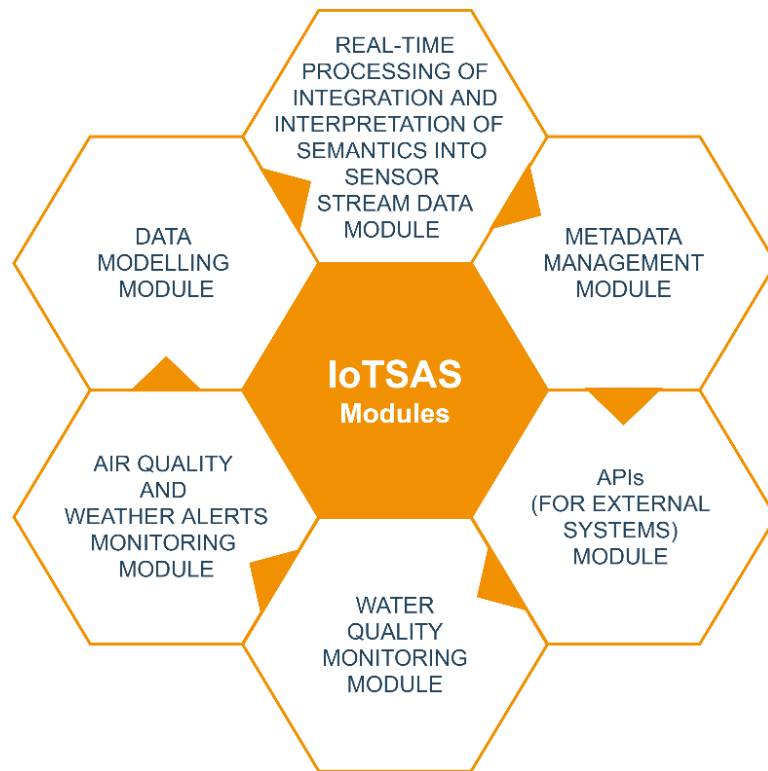 REAL-TIME
PROCESSING OF
INTEGRATION AND
INTERPRETATION OF
SEMANTICS INTO
SENSOR
STREAM DATA
MODULE
DATA
MODELLING
MODULE
METADATA
MANAGEMENT
MODULE
IoTSAS
Modules
AIR QUALITY
AND
WEATHER ALERTS
MONITORING
MODULE
APIs
(FOR EXTERNAL
SYSTEMS)
MODULE
WATER
QUALITY
MONITORING
MODULE